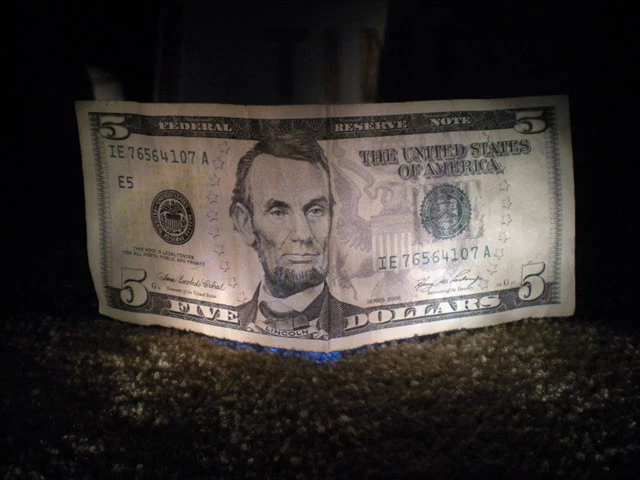 5
FEDERAL RESERVE NOTE
5
IE 76564107 A
THE UNITED STATES
OF AMERICA
E5
THIS NOTE IS LEGAL TENDER
FOR ALL DEBTS, PUBLIC AND PRIVATE
IE 76564107 A
SERIES 2006
5
FIVE
LINCOLN
DOLLARS
5